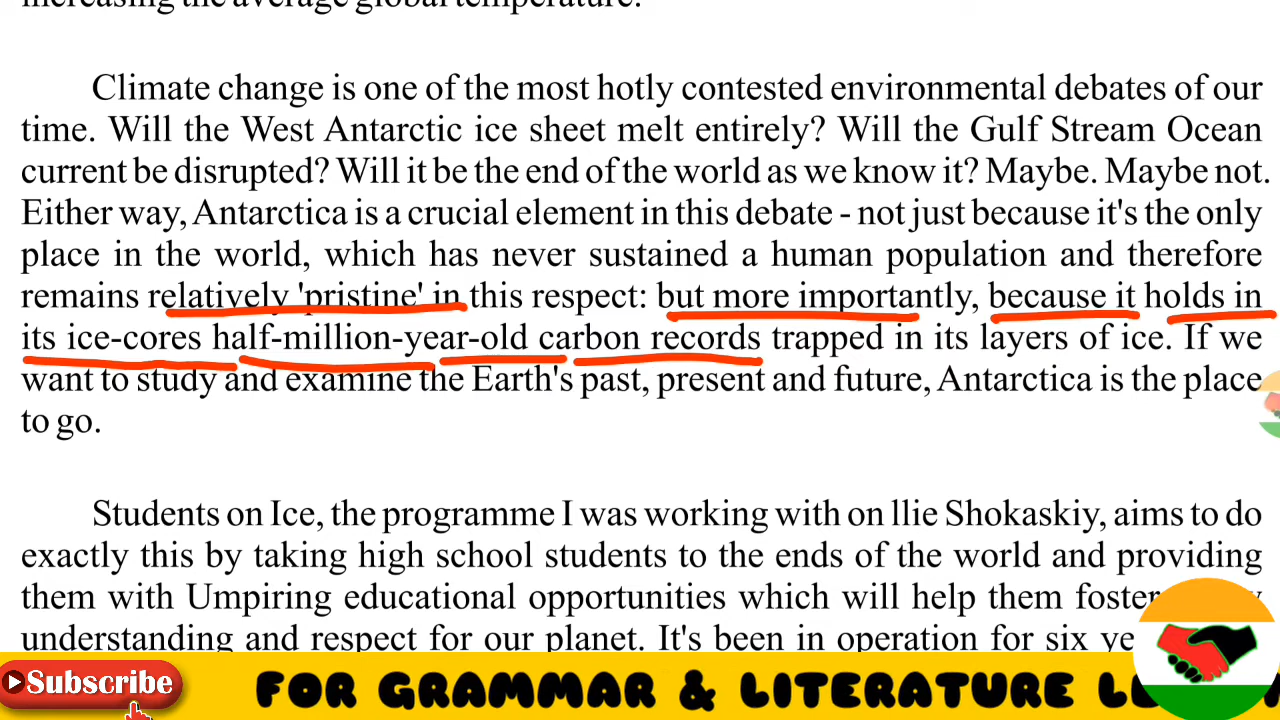 increasing the average global temperature.
Climate change is one of the most hotly contested environmental debates of our
time. Will the West Antarctic ice sheet melt entirely? Will the Gulf Stream Ocean
current be disrupted? Will it be the end of the world as we know it? Maybe. Maybe not.
Either way, Antarctica is a crucial element in this debate - not just because it's the only
place in the world, which has never sustained a human population and therefore
remains relatively 'pristine' in this respect: but more importantly, because it holds in
its ice-cores half-million-year-old carbon records trapped in its layers of ice. If we
want to study and examine the Earth's past, present and future, Antarctica is the place
to go.
Students on Ice, the programme I was working with on llie Shokaskiy, aims to do
exactly this by taking high school students to the ends of the world and providing
them with Umpiring educational opportunities which will help them foster
understanding and respect for our planet. It's been in operation for six
Subscribe
FOR GRAMMAR & LITERATURE